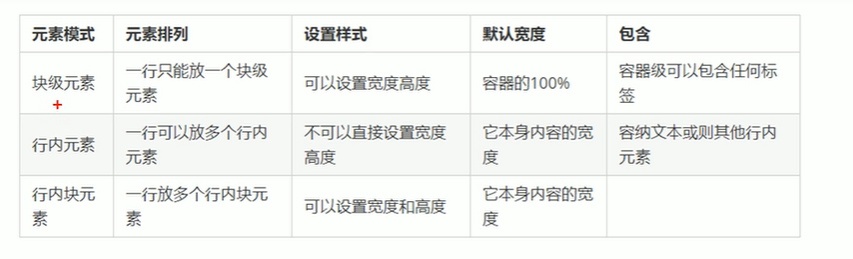 元素模式 元素排列 设置样式 默认宽度 包含
块级元素 一行只能放一个块级元素 可以设置宽度高度 容器的100% 容器级可以包含任何标签
行内元素 一行可以放多个行内元素 不可以直接设置宽度高度 它本身内容的宽度 容纳文本或则其他行内元素
行内块元素 一行放多个行内块元素 可以设置宽度和高度 它本身内容的宽度